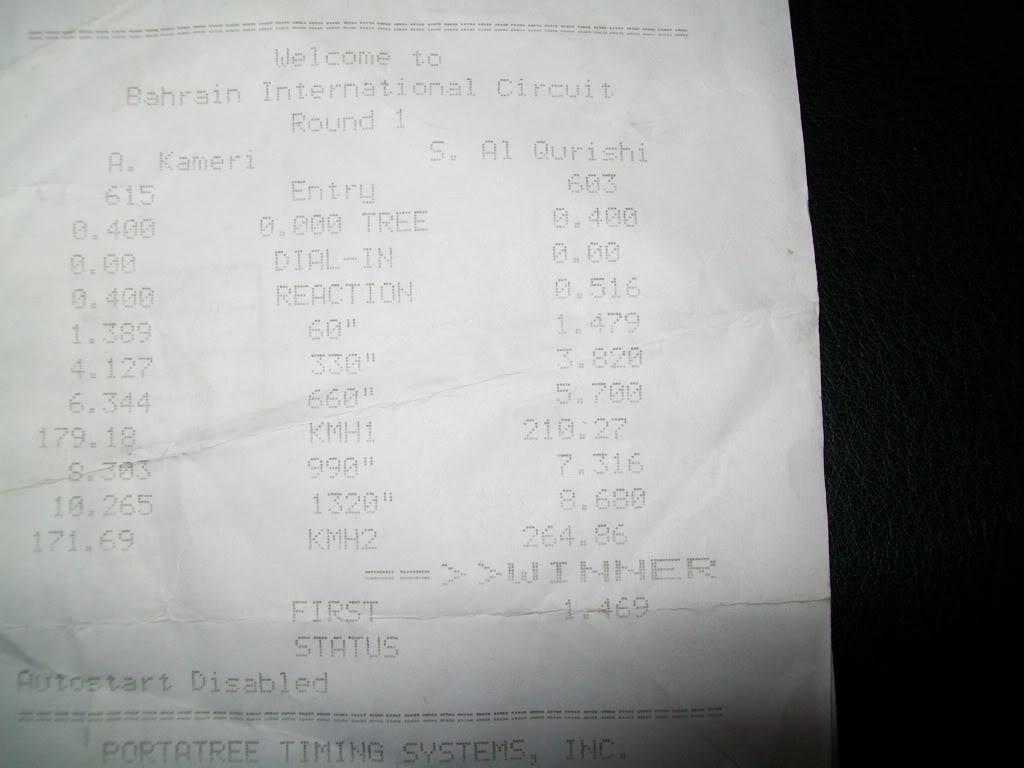 Welcome to
Bahrain International Circuit
Round 1
A. Kameri S. Al Qurishi
615 Entry 603
0.400 0.000 TREE 0.400
0.00 DIAL-IN 0.00
0.400 REACTION 0.516
1.389 60" 1.479
4.127 330" 3.820
6.344 660" 5.700
179.18 KMH1 210.27
8.303 990" 7.316
10.265 1320" 8.680
171.69 KMH2 264.86
==>>WINNER
FIRST 1.469
STATUS
Autostart Disabled
PORTATREE TIMING SYSTEMS, INC.